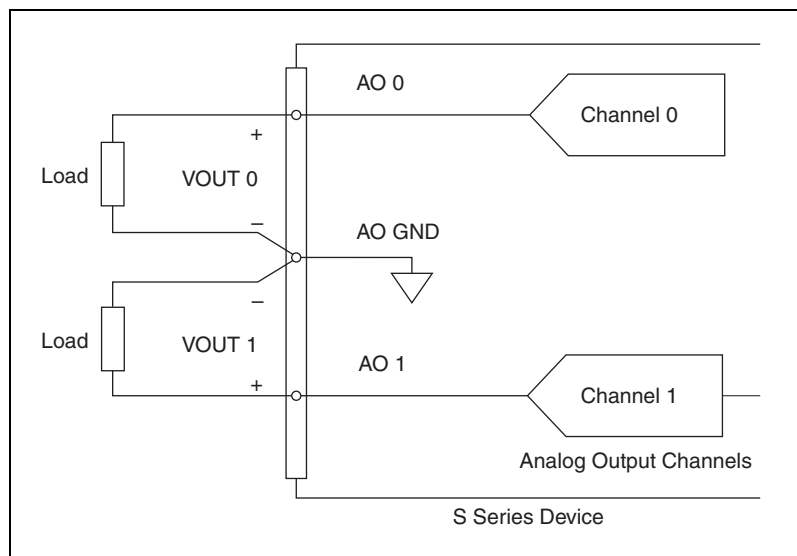 AO 0
Channel 0
+
Load
VOUT 0
–
AO GND
–
Load
VOUT 1
AO 1
+
Channel 1
Analog Output Channels
S Series Device